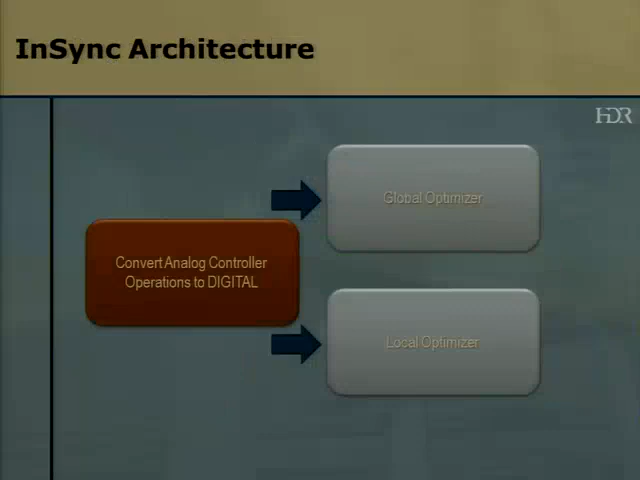 InSync Architecture
HDR
Global Optimizer
Convert Analog Controller
Operations to DIGITAL
Local Optimizer